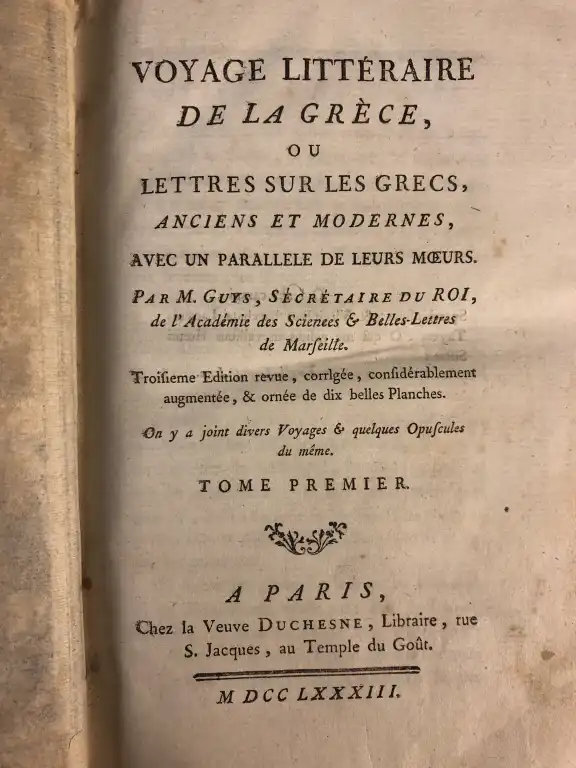 VOYAGE LITTÉRAIRE
DE LA GRÈCE,
OU
LETTRES SUR LES GRECS,
ANCIENS ET MODERNES,
AVEC UN PARALLELE DE LEURS MŒURS.
PAR M. GUYS, SÉCRÉTAIRE DU ROI,
de l'Académie des Sciences & Belles-Lettres
de Marſeille.
Troiſieme Edition revue, corrigée, conſidérablement
augmentée, & ornée de dix belles Planches.
On y a joint divers Voyages & quelques Opuſcules
du même.
TOME PREMIER.
A PARIS,
Chez la Veuve DUCHESNE, Libraire, rue
S. Jacques, au Temple du Goût.
M DCC LXXXIII.